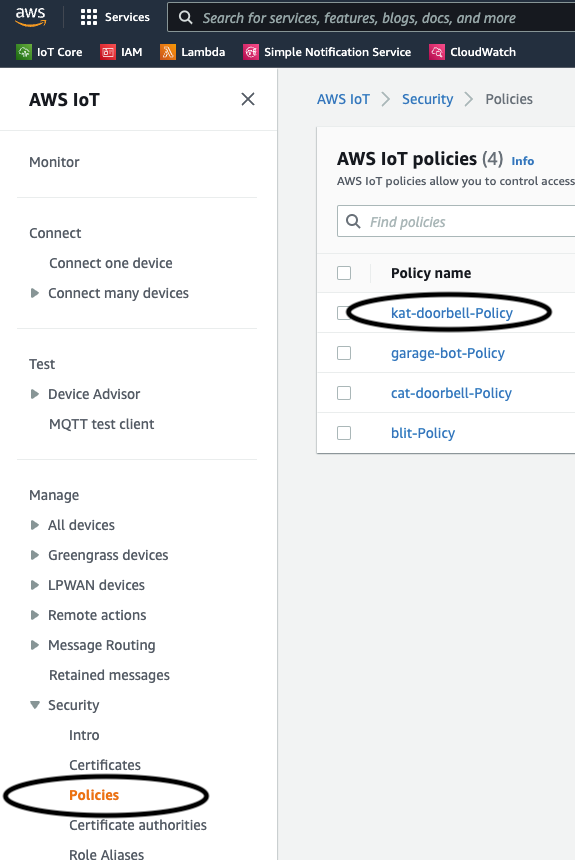 aws
Services
Search for services, features, blogs, docs, and more
IoT Core
IAM
Lambda
Simple Notification Service
CloudWatch
AWS IoT
Monitor
Connect
Connect one device
Connect many devices
Test
Device Advisor
MQTT test client
Manage
All devices
Greengrass devices
LPWAN devices
Remote actions
Message Routing
Retained messages
Security
Intro
Certificates
Policies
Certificate authorities
Role Aliases
AWS IoT > Security > Policies
AWS IoT policies (4) Info
AWS IoT policies allow you to control access
Find policies
Policy name
kat-doorbell-Policy
garage-bot-Policy
cat-doorbell-Policy
blit-Policy